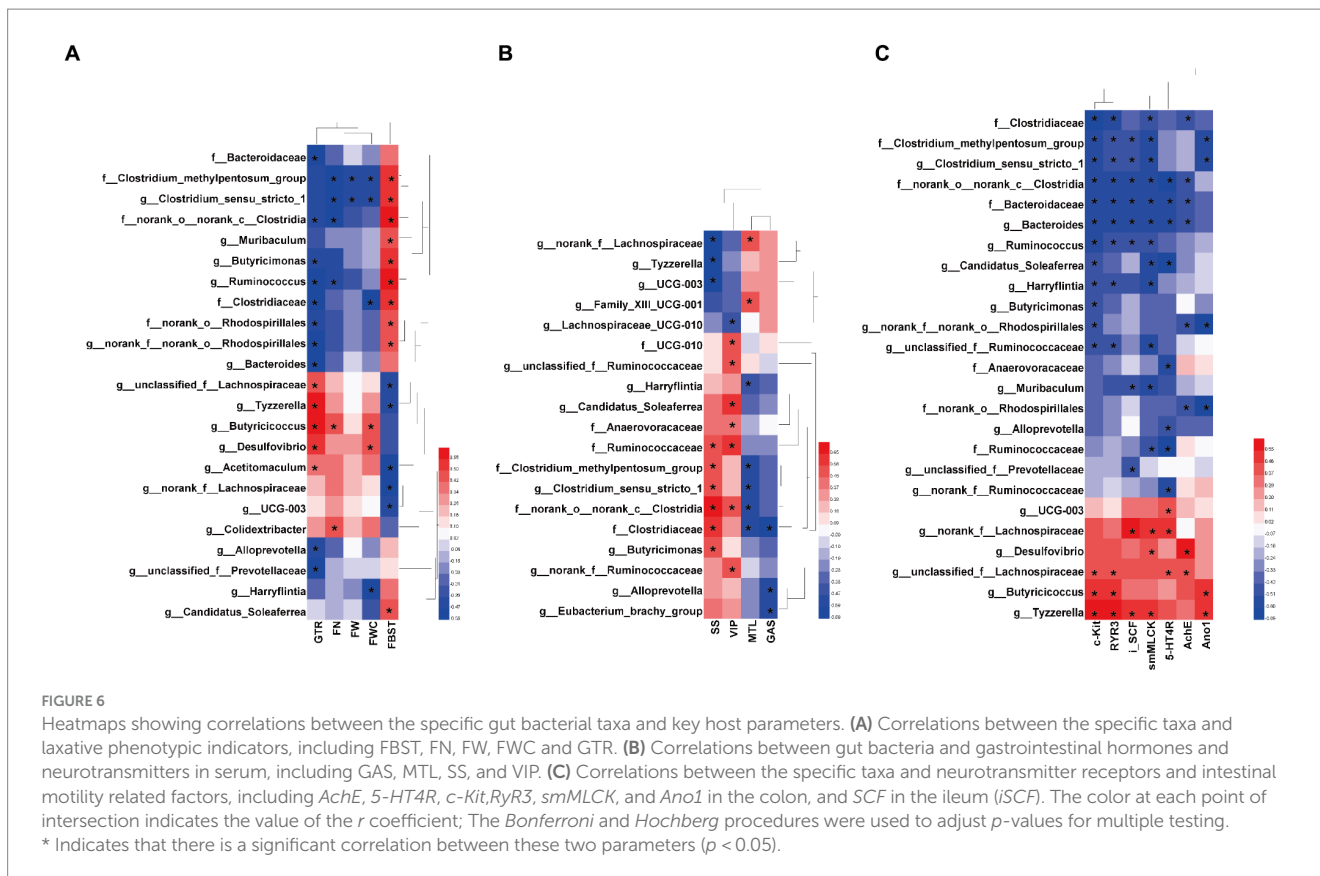 A
f__Bacteroidaceae
f__Clostridium_methylpentosum_group
g__Clostridium_sensu_stricto_1
f__norank_o__norank_c__Clostridia
g__Muribaculum
g__Butyricimonas
g__Ruminococcus
f__Clostridiaceae
f__norank_o__Rhodospirillales
g__norank_f__norank_o__Rhodospirillales
g__Bacteroides
g__unclassified_f__Lachnospiraceae
g__Tyzzerella
g__Butyricicoccus
g__Desulfovibrio
g__Acetitomaculum
g__norank_f__Lachnospiraceae
g__UCG-003
g__Colidextribacter
g__Alloprevotella
g__unclassified_f__Prevotellaceae
g__Harryflintia
g__Candidatus_Soleaferrea
GTR
FN
FW
FWC
FBST
B
g__norank_f__Lachnospiraceae
g__Tyzzerella
g__UCG-003
g__Family_XIII_UCG-001
g__Lachnospiraceae_UCG-010
f__UCG-010
g__unclassified_f__Ruminococcaceae
g__Harryflintia
g__Candidatus_Soleaferrea
f__Anaerovoracaceae
f__Ruminococcaceae
f__Clostridium_methylpentosum_group
g__Clostridium_sensu_stricto_1
f__norank_o__norank_c__Clostridia
f__Clostridiaceae
g__Butyricimonas
g__norank_f__Ruminococcaceae
g__Alloprevotella
g__Eubacterium_brachy_group
SS
VIP
MTL
GAS
C
f__Clostridiaceae
f__Clostridium_methylpentosum_group
g__Clostridium_sensu_stricto_1
f__norank_o__norank_c__Clostridia
f__Bacteroidaceae
g__Bacteroides
g__Ruminococcus
g__Candidatus_Soleaferrea
g__Harryflintia
g__Butyricimonas
g__norank_f__norank_o__Rhodospirillales
g__unclassified_f__Ruminococcaceae
f__Anaerovoracaceae
g__Muribaculum
f__norank_o__Rhodospirillales
g__Alloprevotella
f__Ruminococcaceae
g__unclassified_f__Prevotellaceae
g__norank_f__Ruminococcaceae
g__UCG-003
g__norank_f__Lachnospiraceae
g__Desulfovibrio
g__unclassified_f__Lachnospiraceae
g__Butyricicoccus
g__Tyzzerella
c-Kit
RYR3
i_SCF
smMLCK
5-HT4R
AchE
Ano1
FIGURE 6
Heatmaps showing correlations between the specific gut bacterial taxa and key host parameters. (A) Correlations between the specific taxa and
laxative phenotypic indicators, including FBST, FN, FW, FWC and GTR. (B) Correlations between gut bacteria and gastrointestinal hormones and
neurotransmitters in serum, including GAS, MTL, SS, and VIP. (C) Correlations between the specific taxa and neurotransmitter receptors and intestinal
motility related factors, including AchE, 5-HT4R, c-Kit,RyR3, smMLCK, and Ano1 in the colon, and SCF in the ileum (iSCF). The color at each point of
intersection indicates the value of the r coefficient; The Bonferroni and Hochberg procedures were used to adjust p-values for multiple testing.
* Indicates that there is a significant correlation between these two parameters (p < 0.05).